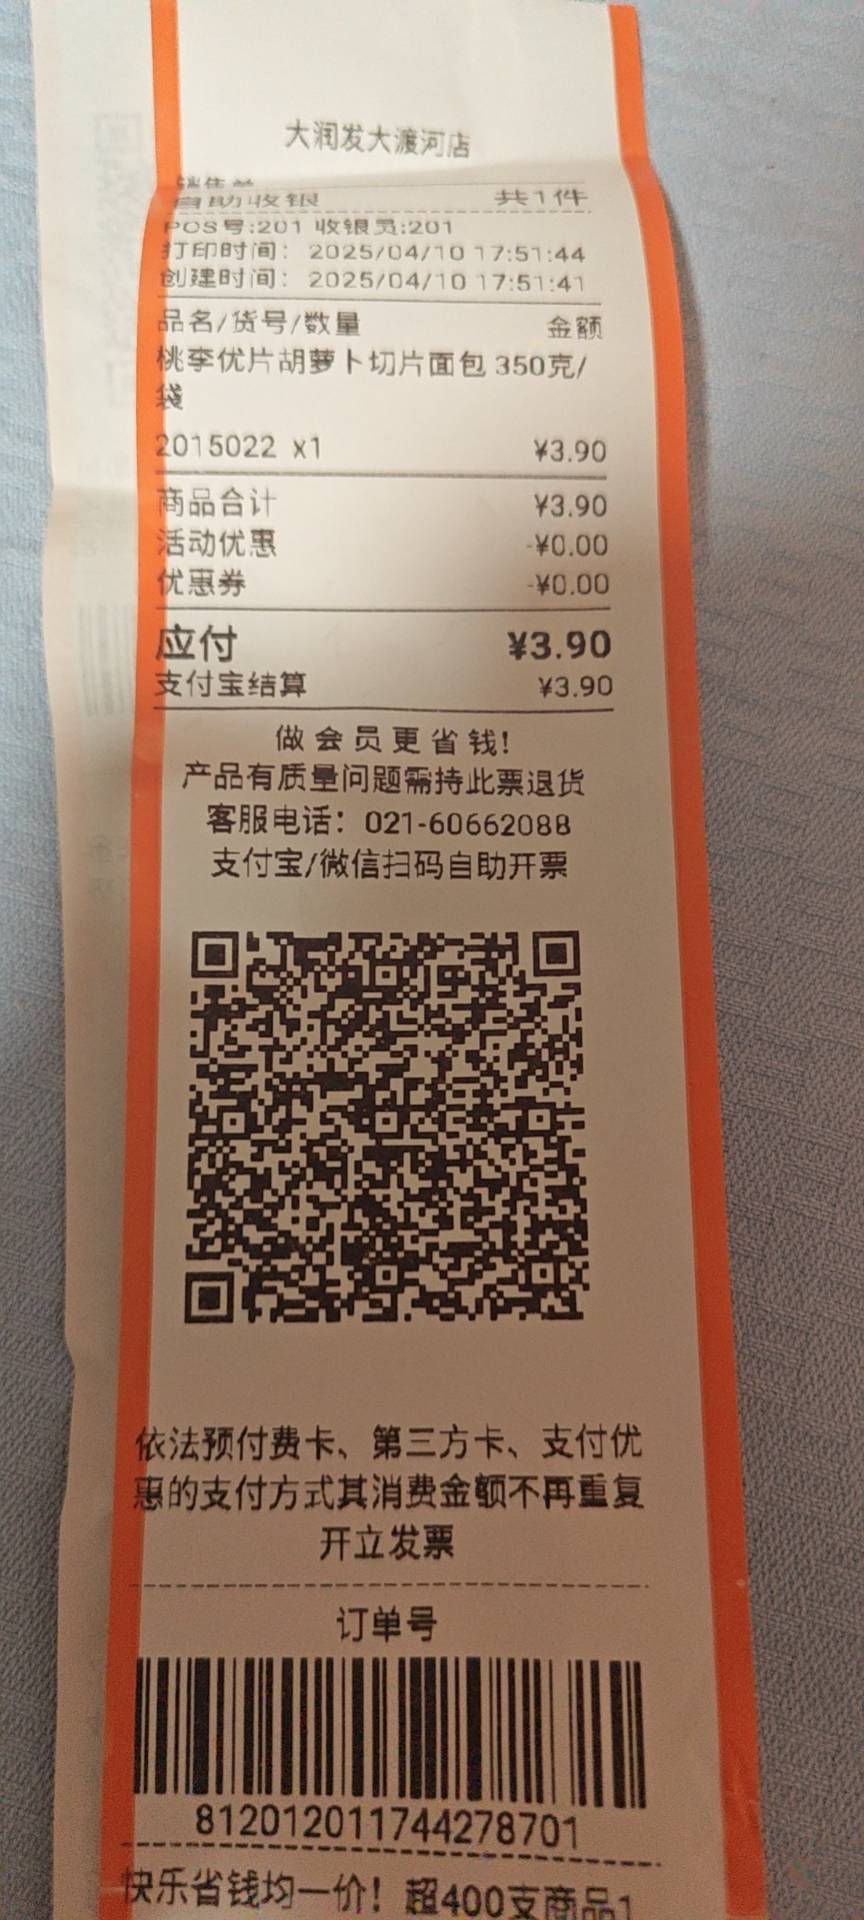 大润发大渡河店
销售单
自助收银 共1件
POS号:201 收银员:201
打印时间: 2025/04/10 17:51:44
创建时间: 2025/04/10 17:51:41
品名/货号/数量 金额
桃李优片胡萝卜切片面包 350克/
袋
2015022 x1 ¥3.90
商品合计 ¥3.90
活动优惠 -¥0.00
优惠券 -¥0.00
应付 ¥3.90
支付宝结算 ¥3.90
做会员更省钱!
产品有质量问题需持此票退货
客服电话: 021-60662088
支付宝/微信扫码自助开票
依法预付费卡、第三方卡、支付优
惠的支付方式其消费金额不再重复
开立发票
订单号
812012011744278701
快乐省钱均一价! 超400支商品1